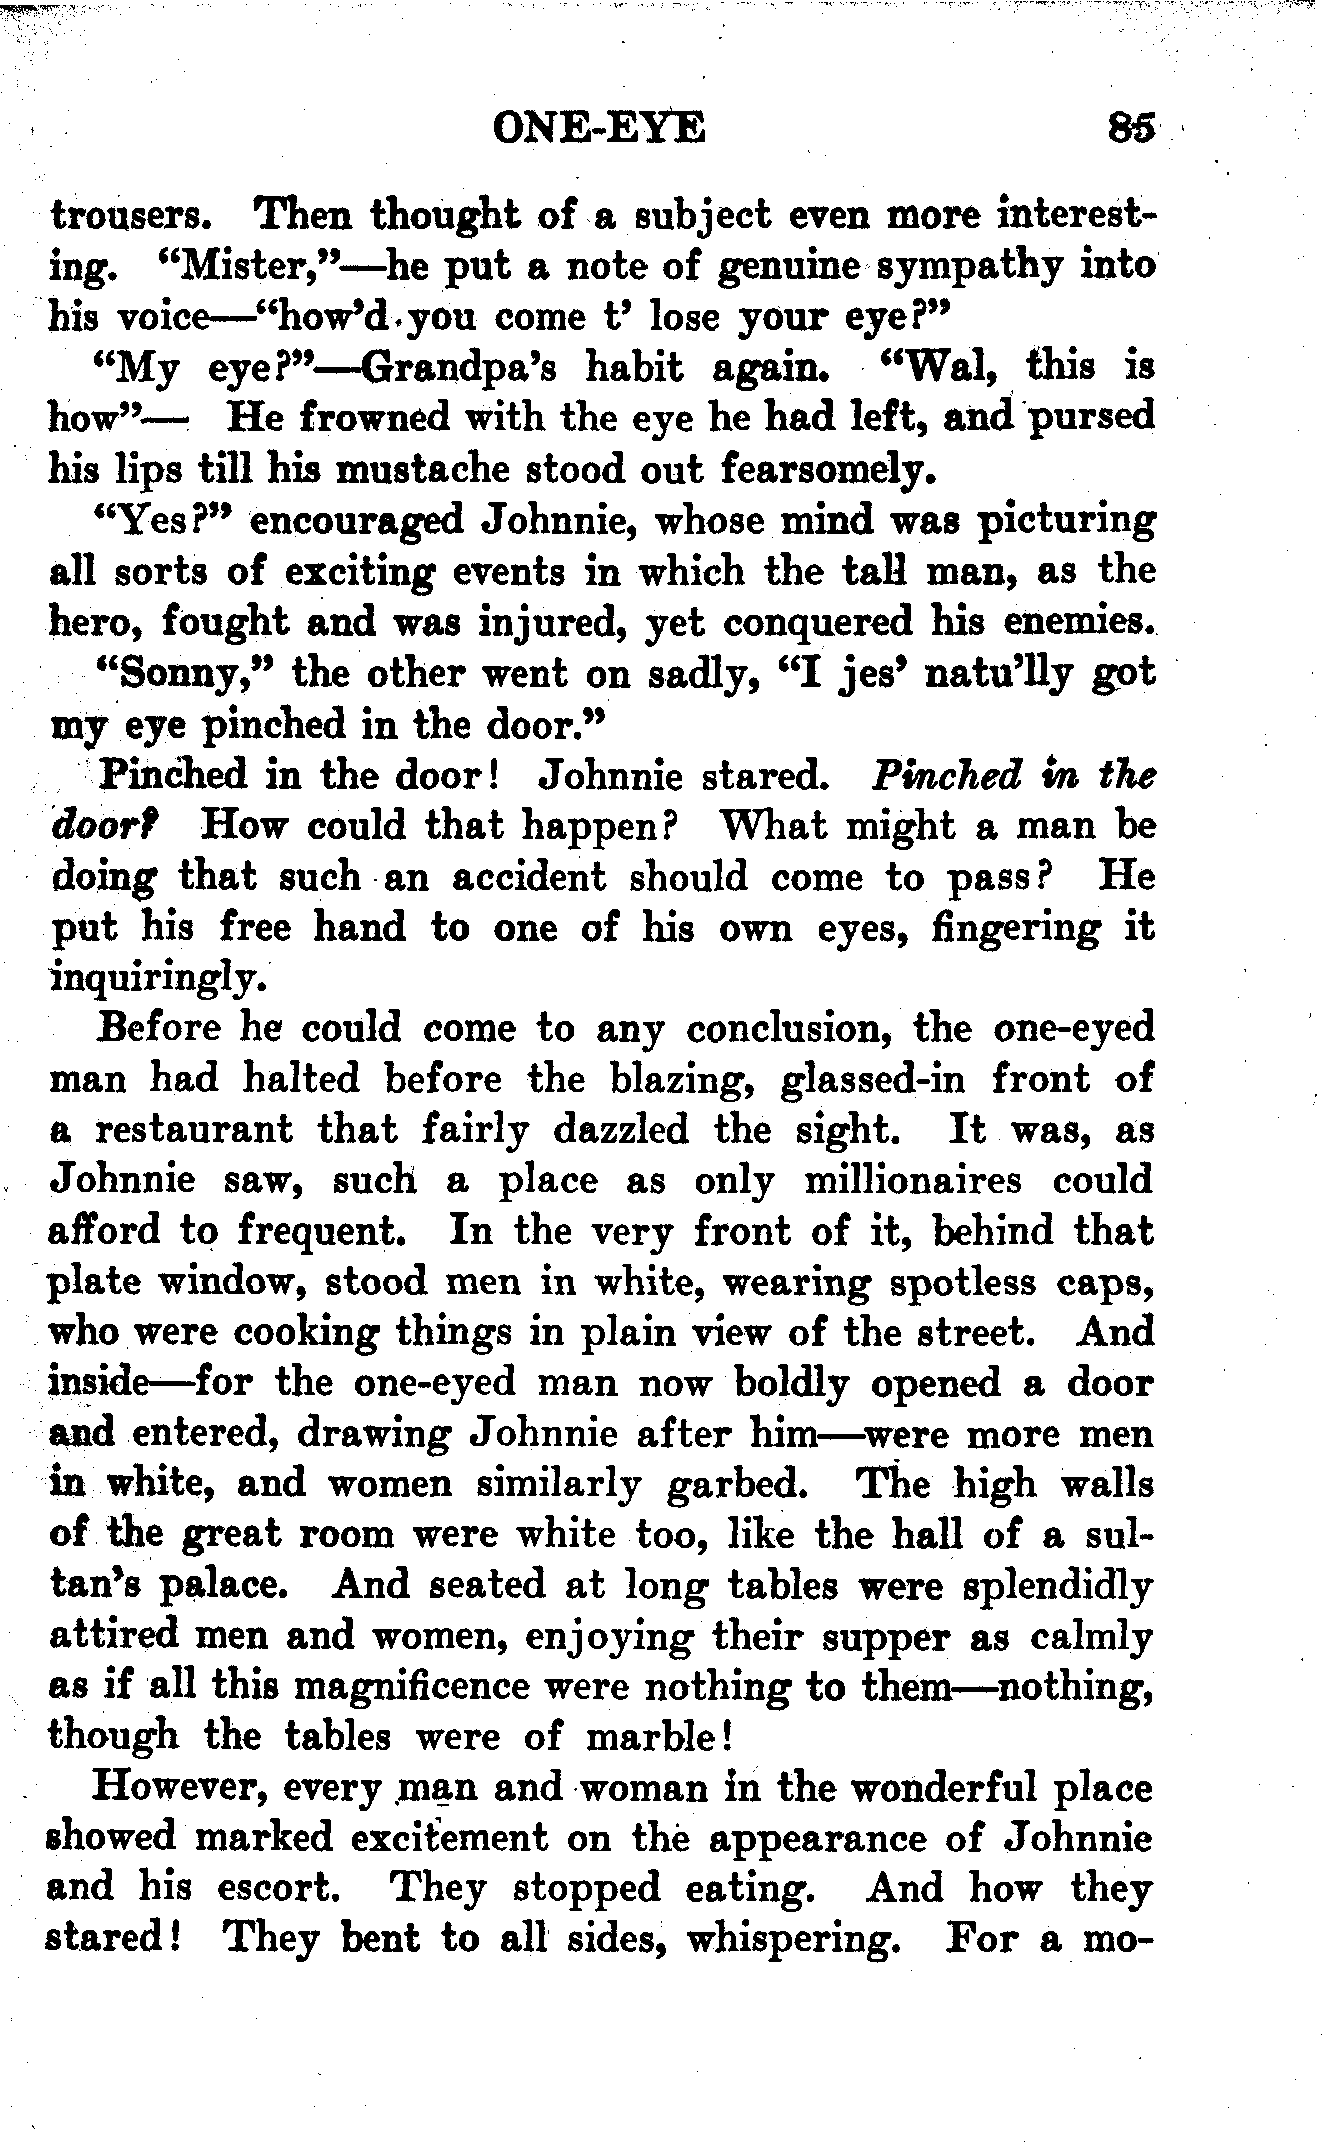 ONE-EYE 85
trousers. Then thought of a subject even more interest-
ing. “Mister,”—he put a note of genuine sympathy into
his voice—“how’d you come t’ lose your eye?”
“My eye?”—Grandpa’s habit again. “Wal, this is
how”— He frowned with the eye he had left, and pursed
his lips till his mustache stood out fearsomely.
“Yes?” encouraged Johnnie, whose mind was picturing
all sorts of exciting events in which the tall man, as the
hero, fought and was injured, yet conquered his enemies.
“Sonny,” the other went on sadly, “I jes’ natu’lly got
my eye pinched in the door.”
Pinched in the door! Johnnie stared. Pinched in the
door? How could that happen? What might a man be
doing that such an accident should come to pass? He
put his free hand to one of his own eyes, fingering it
inquiringly.
Before he could come to any conclusion, the one-eyed
man had halted before the blazing, glassed-in front of
a restaurant that fairly dazzled the sight. It was, as
Johnnie saw, such a place as only millionaires could
afford to frequent. In the very front of it, behind that
plate window, stood men in white, wearing spotless caps,
who were cooking things in plain view of the street. And
inside—for the one-eyed man now boldly opened a door
and entered, drawing Johnnie after him—were more men
in white, and women similarly garbed. The high walls
of the great room were white too, like the hall of a sul-
tan’s palace. And seated at long tables were splendidly
attired men and women, enjoying their supper as calmly
as if all this magnificence were nothing to them—nothing,
though the tables were of marble!
However, every man and woman in the wonderful place
showed marked excitement on the appearance of Johnnie
and his escort. They stopped eating. And how they
stared! They bent to all sides, whispering. For a mo-